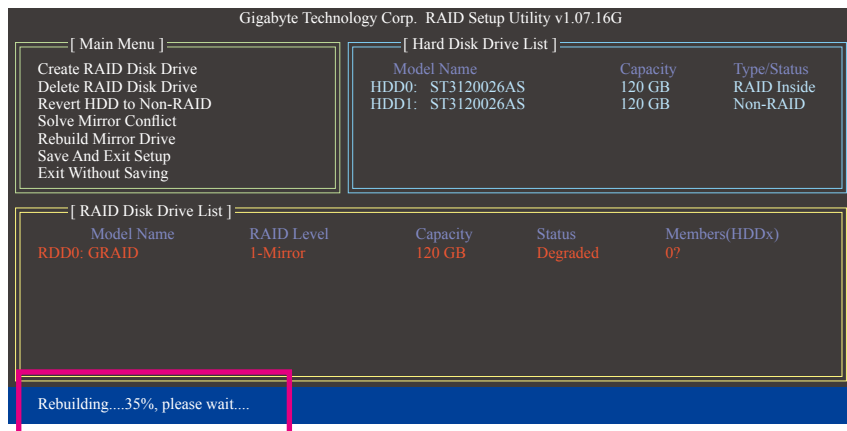 Gigabyte Technology Corp. RAID Setup Utility v1.07.16G
[ Main Menu ]
Create RAID Disk Drive
Delete RAID Disk Drive
Revert HDD to Non-RAID
Solve Mirror Conflict
Rebuild Mirror Drive
Save And Exit Setup
Exit Without Saving
[ Hard Disk Drive List ]
Model Name Capacity Type/Status
HDD0: ST3120026AS 120 GB RAID Inside
HDD1: ST3120026AS 120 GB Non-RAID
[ RAID Disk Drive List ]
Model Name RAID Level Capacity Status Members(HDDx)
RDD0: GRAID 1-Mirror 120 GB Degraded 0?
Rebuilding....35%, please wait....